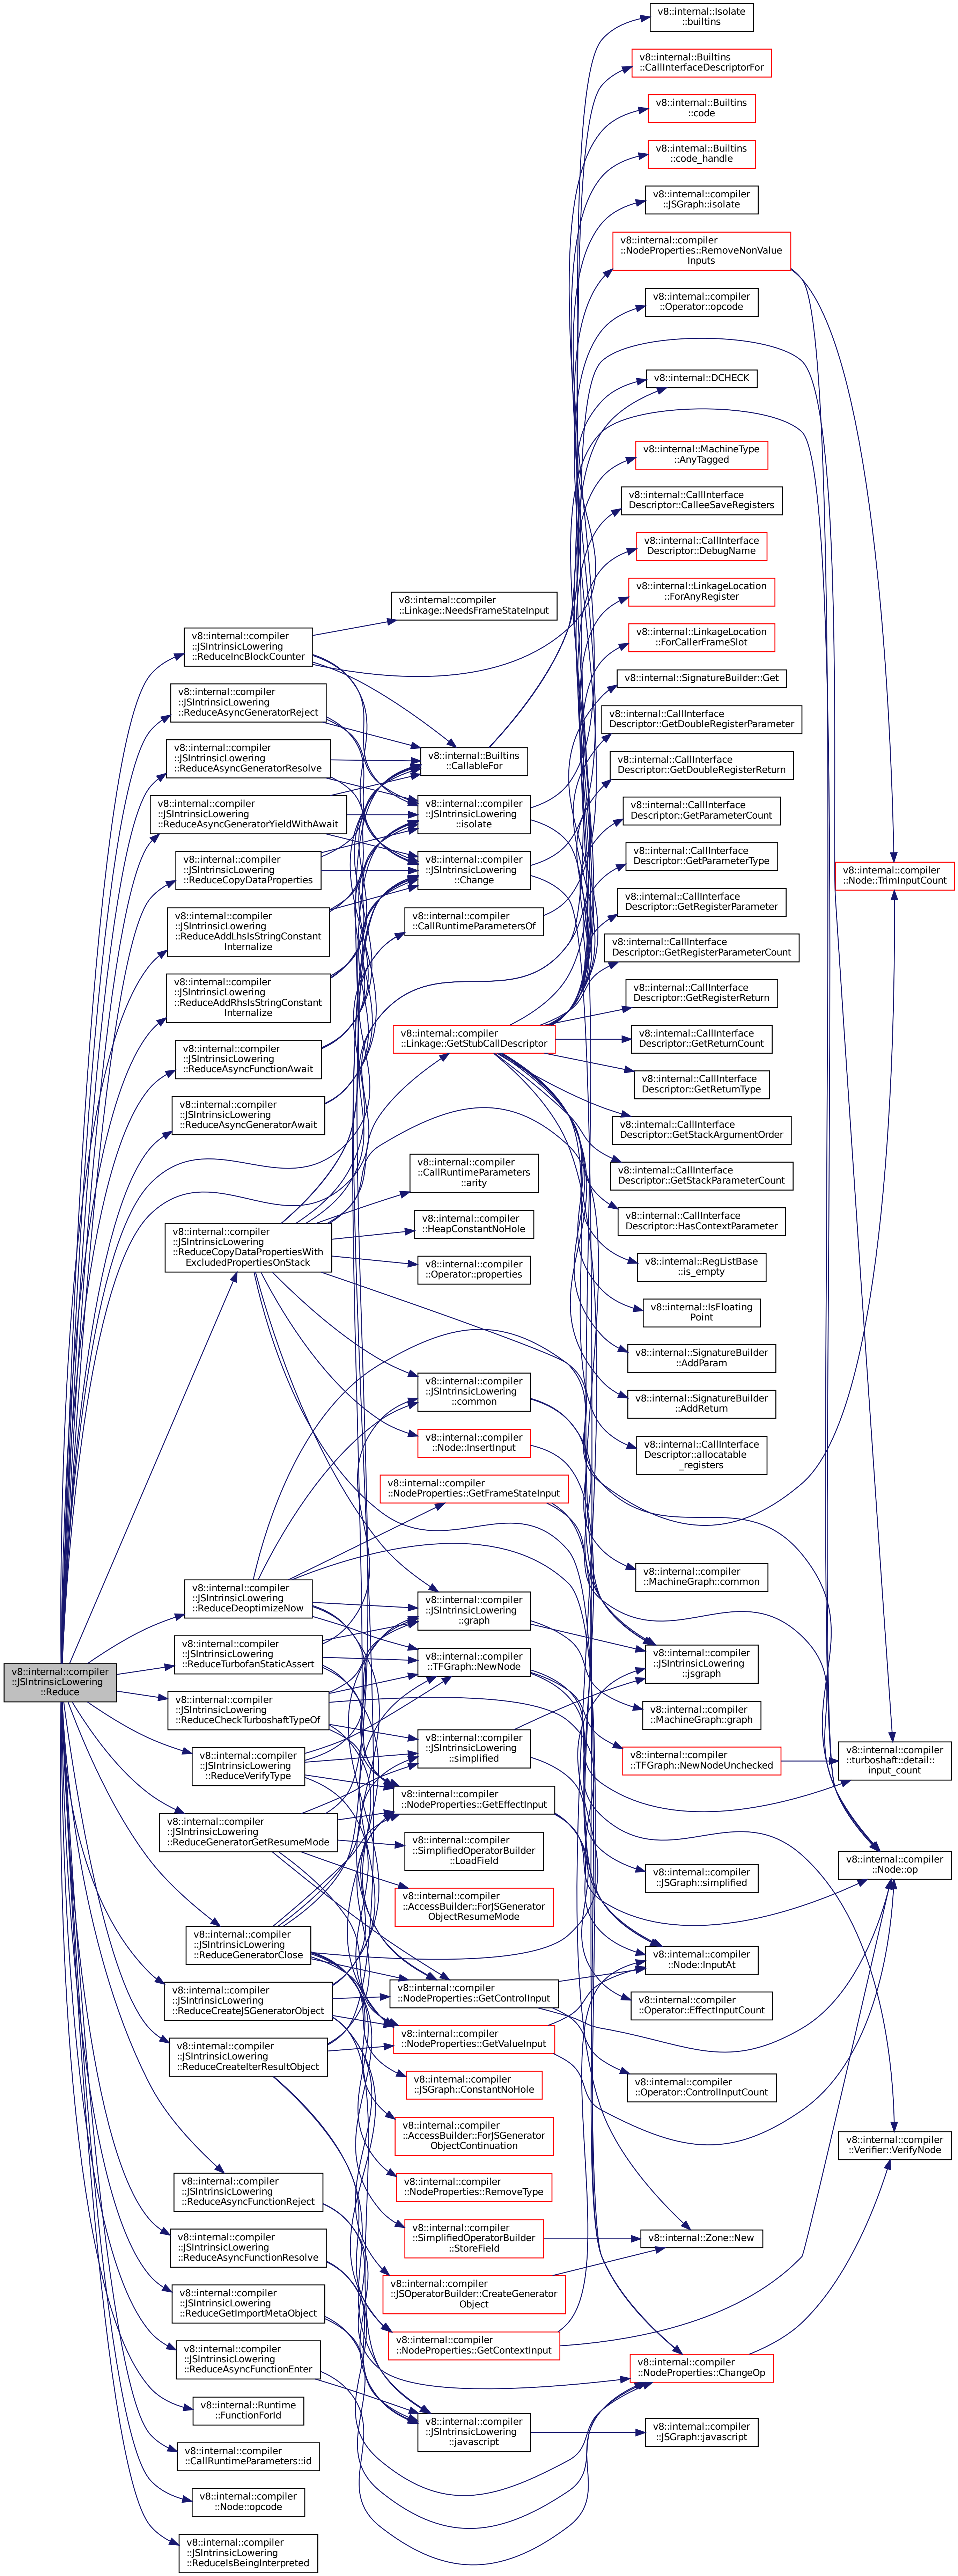 v8::internal::compiler
::JSIntrinsicLowering
::Reduce
v8::internal::compiler
::JSIntrinsicLowering
::ReduceIncBlockCounter
v8::internal::compiler
::JSIntrinsicLowering
::ReduceAsyncGeneratorReject
v8::internal::compiler
::JSIntrinsicLowering
::ReduceAsyncGeneratorResolve
v8::internal::compiler
::JSIntrinsicLowering
::ReduceAsyncGeneratorYieldWithAwait
v8::internal::compiler
::JSIntrinsicLowering
::ReduceCopyDataProperties
v8::internal::compiler
::JSIntrinsicLowering
::ReduceAddLhsIsStringConstant
Internalize
v8::internal::compiler
::JSIntrinsicLowering
::ReduceAddRhsIsStringConstant
Internalize
v8::internal::compiler
::JSIntrinsicLowering
::ReduceAsyncFunctionAwait
v8::internal::compiler
::JSIntrinsicLowering
::ReduceAsyncGeneratorAwait
v8::internal::compiler
::JSIntrinsicLowering
::ReduceCopyDataPropertiesWith
ExcludedPropertiesOnStack
v8::internal::compiler
::JSIntrinsicLowering
::ReduceDeoptimizeNow
v8::internal::compiler
::JSIntrinsicLowering
::ReduceTurbofanStaticAssert
v8::internal::compiler
::JSIntrinsicLowering
::ReduceCheckTurboshaftTypeOf
v8::internal::compiler
::JSIntrinsicLowering
::ReduceVerifyType
v8::internal::compiler
::JSIntrinsicLowering
::ReduceGeneratorGetResumeMode
v8::internal::compiler
::JSIntrinsicLowering
::ReduceGeneratorClose
v8::internal::compiler
::JSIntrinsicLowering
::ReduceCreateJSGeneratorObject
v8::internal::compiler
::JSIntrinsicLowering
::ReduceCreateIterResultObject
v8::internal::compiler
::JSIntrinsicLowering
::ReduceAsyncFunctionReject
v8::internal::compiler
::JSIntrinsicLowering
::ReduceAsyncFunctionResolve
v8::internal::compiler
::JSIntrinsicLowering
::ReduceGetImportMetaObject
v8::internal::compiler
::JSIntrinsicLowering
::ReduceAsyncFunctionEnter
v8::internal::Runtime
::FunctionForId
v8::internal::compiler
::CallRuntimeParameters::id
v8::internal::compiler
::Node::opcode
v8::internal::compiler
::JSIntrinsicLowering
::ReduceIsBeingInterpreted
v8::internal::compiler
::Linkage::NeedsFrameStateInput
v8::internal::Builtins
::CallableFor
v8::internal::compiler
::JSIntrinsicLowering
::isolate
v8::internal::compiler
::JSIntrinsicLowering
::Change
v8::internal::compiler
::CallRuntimeParametersOf
v8::internal::compiler
::Linkage::GetStubCallDescriptor
v8::internal::compiler
::CallRuntimeParameters
::arity
v8::internal::compiler
::HeapConstantNoHole
v8::internal::compiler
::Operator::properties
v8::internal::compiler
::JSIntrinsicLowering
::common
v8::internal::compiler
::Node::InsertInput
v8::internal::compiler
::NodeProperties::GetFrameStateInput
v8::internal::compiler
::JSIntrinsicLowering
::graph
v8::internal::compiler
::TFGraph::NewNode
v8::internal::compiler
::JSIntrinsicLowering
::simplified
v8::internal::compiler
::NodeProperties::GetEffectInput
v8::internal::compiler
::SimplifiedOperatorBuilder
::LoadField
v8::internal::compiler
::AccessBuilder::ForJSGenerator
ObjectResumeMode
v8::internal::compiler
::NodeProperties::GetControlInput
v8::internal::compiler
::NodeProperties::GetValueInput
v8::internal::compiler
::JSGraph::ConstantNoHole
v8::internal::compiler
::AccessBuilder::ForJSGenerator
ObjectContinuation
v8::internal::compiler
::NodeProperties::RemoveType
v8::internal::compiler
::SimplifiedOperatorBuilder
::StoreField
v8::internal::compiler
::JSOperatorBuilder::CreateGenerator
Object
v8::internal::compiler
::NodeProperties::GetContextInput
v8::internal::compiler
::JSIntrinsicLowering
::javascript
v8::internal::Isolate
::builtins
v8::internal::Builtins
::CallInterfaceDescriptorFor
v8::internal::Builtins
::code
v8::internal::Builtins
::code_handle
v8::internal::compiler
::JSGraph::isolate
v8::internal::compiler
::NodeProperties::RemoveNonValue
Inputs
v8::internal::compiler
::Operator::opcode
v8::internal::DCHECK
v8::internal::MachineType
::AnyTagged
v8::internal::CallInterface
Descriptor::CalleeSaveRegisters
v8::internal::CallInterface
Descriptor::DebugName
v8::internal::LinkageLocation
::ForAnyRegister
v8::internal::LinkageLocation
::ForCallerFrameSlot
v8::internal::SignatureBuilder::Get
v8::internal::CallInterface
Descriptor::GetDoubleRegisterParameter
v8::internal::CallInterface
Descriptor::GetDoubleRegisterReturn
v8::internal::CallInterface
Descriptor::GetParameterCount
v8::internal::CallInterface
Descriptor::GetParameterType
v8::internal::CallInterface
Descriptor::GetRegisterParameter
v8::internal::CallInterface
Descriptor::GetRegisterParameterCount
v8::internal::CallInterface
Descriptor::GetRegisterReturn
v8::internal::CallInterface
Descriptor::GetReturnCount
v8::internal::CallInterface
Descriptor::GetReturnType
v8::internal::CallInterface
Descriptor::GetStackArgumentOrder
v8::internal::CallInterface
Descriptor::GetStackParameterCount
v8::internal::CallInterface
Descriptor::HasContextParameter
v8::internal::RegListBase
::is_empty
v8::internal::IsFloating
Point
v8::internal::SignatureBuilder
::AddParam
v8::internal::SignatureBuilder
::AddReturn
v8::internal::CallInterface
Descriptor::allocatable
_registers
v8::internal::compiler
::MachineGraph::common
v8::internal::compiler
::JSIntrinsicLowering
::jsgraph
v8::internal::compiler
::MachineGraph::graph
v8::internal::compiler
::TFGraph::NewNodeUnchecked
v8::internal::compiler
::JSGraph::simplified
v8::internal::compiler
::Node::InputAt
v8::internal::compiler
::Operator::EffectInputCount
v8::internal::compiler
::Operator::ControlInputCount
v8::internal::Zone::New
v8::internal::compiler
::NodeProperties::ChangeOp
v8::internal::compiler
::JSGraph::javascript
v8::internal::compiler
::Node::TrimInputCount
v8::internal::compiler
::turboshaft::detail::
input_count
v8::internal::compiler
::Node::op
v8::internal::compiler
::Verifier::VerifyNode